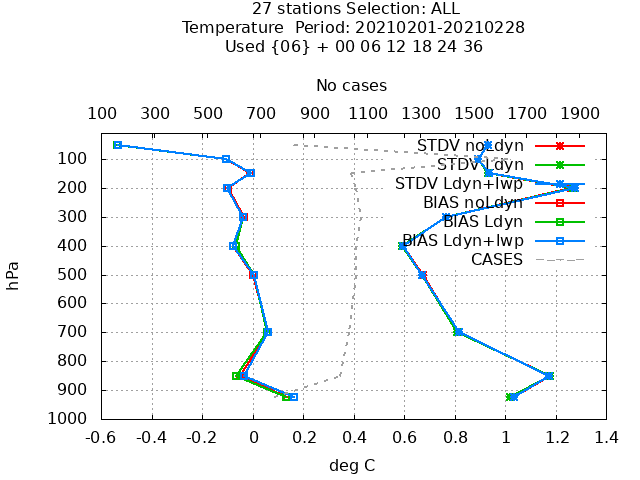 27 stations Selection: ALL
Temperature  Period: 20210201-20210228
Used {06} + 00 06 12 18 24 36
No cases
100 300 500 700 900 1100 1300 1500 1700 1900
STDV noLdyn
STDV Ldyn
STDV Ldyn+lwp
BIAS noLdyn
BIAS Ldyn
BIAS Ldyn+lwp
CASES
hPa
100
200
300
400
500
600
700
800
900
1000
-0.6 -0.4 -0.2 0 0.2 0.4 0.6 0.8 1 1.2 1.4
deg C